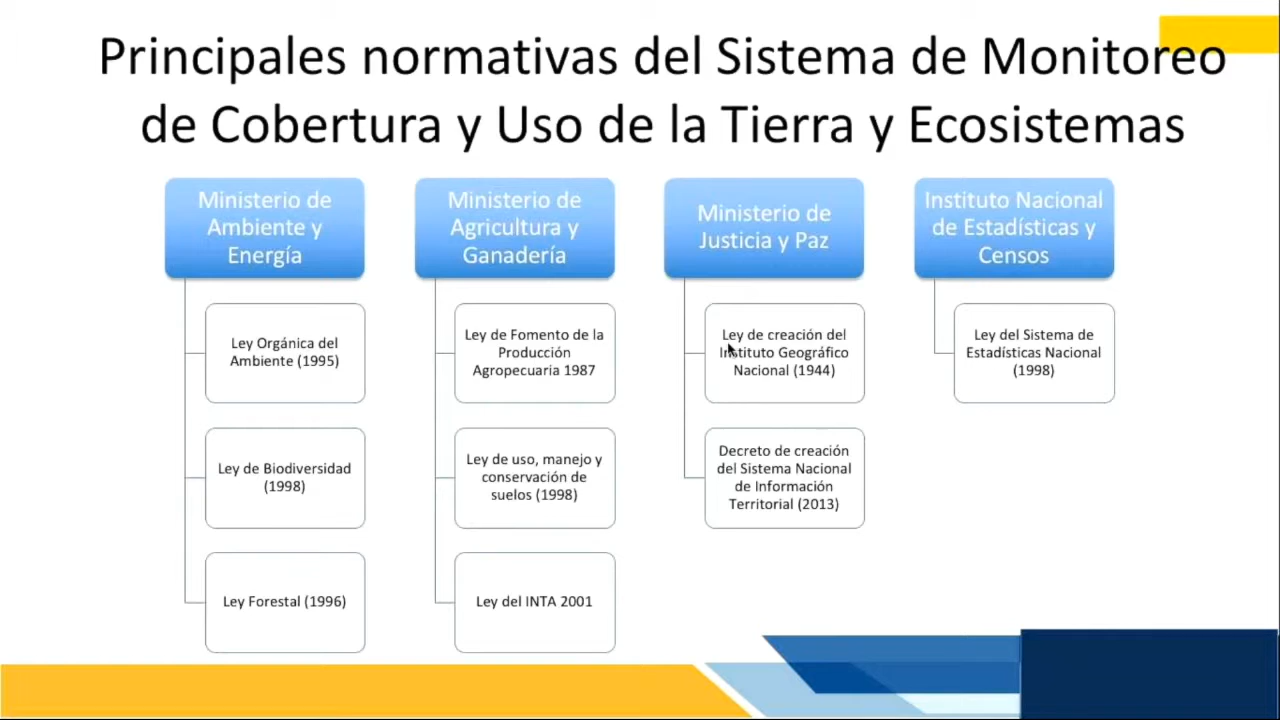 Principales normativas del Sistema de Monitoreo
de Cobertura y Uso de la Tierra y Ecosistemas
Ministerio de
Ambiente y
Energía
Ley Orgánica del
Ambiente (1995)
Ley de Biodiversidad
(1998)
Ley Forestal (1996)
Ministerio de
Agricultura y
Ganadería
Ley de Fomento de la
Producción
Agropecuaria 1987
Ley de uso, manejo y
conservación de
suelos (1998)
Ley del INTA 2001
Ministerio de
Justicia y Paz
Ley de creación del
Instituto Geográfico
Nacional (1944)
Decreto de creación
del Sistema Nacional
de Información
Territorial (2013)
Instituto Nacional
de Estadísticas y
Censos
Ley del Sistema de
Estadísticas Nacional
(1998)